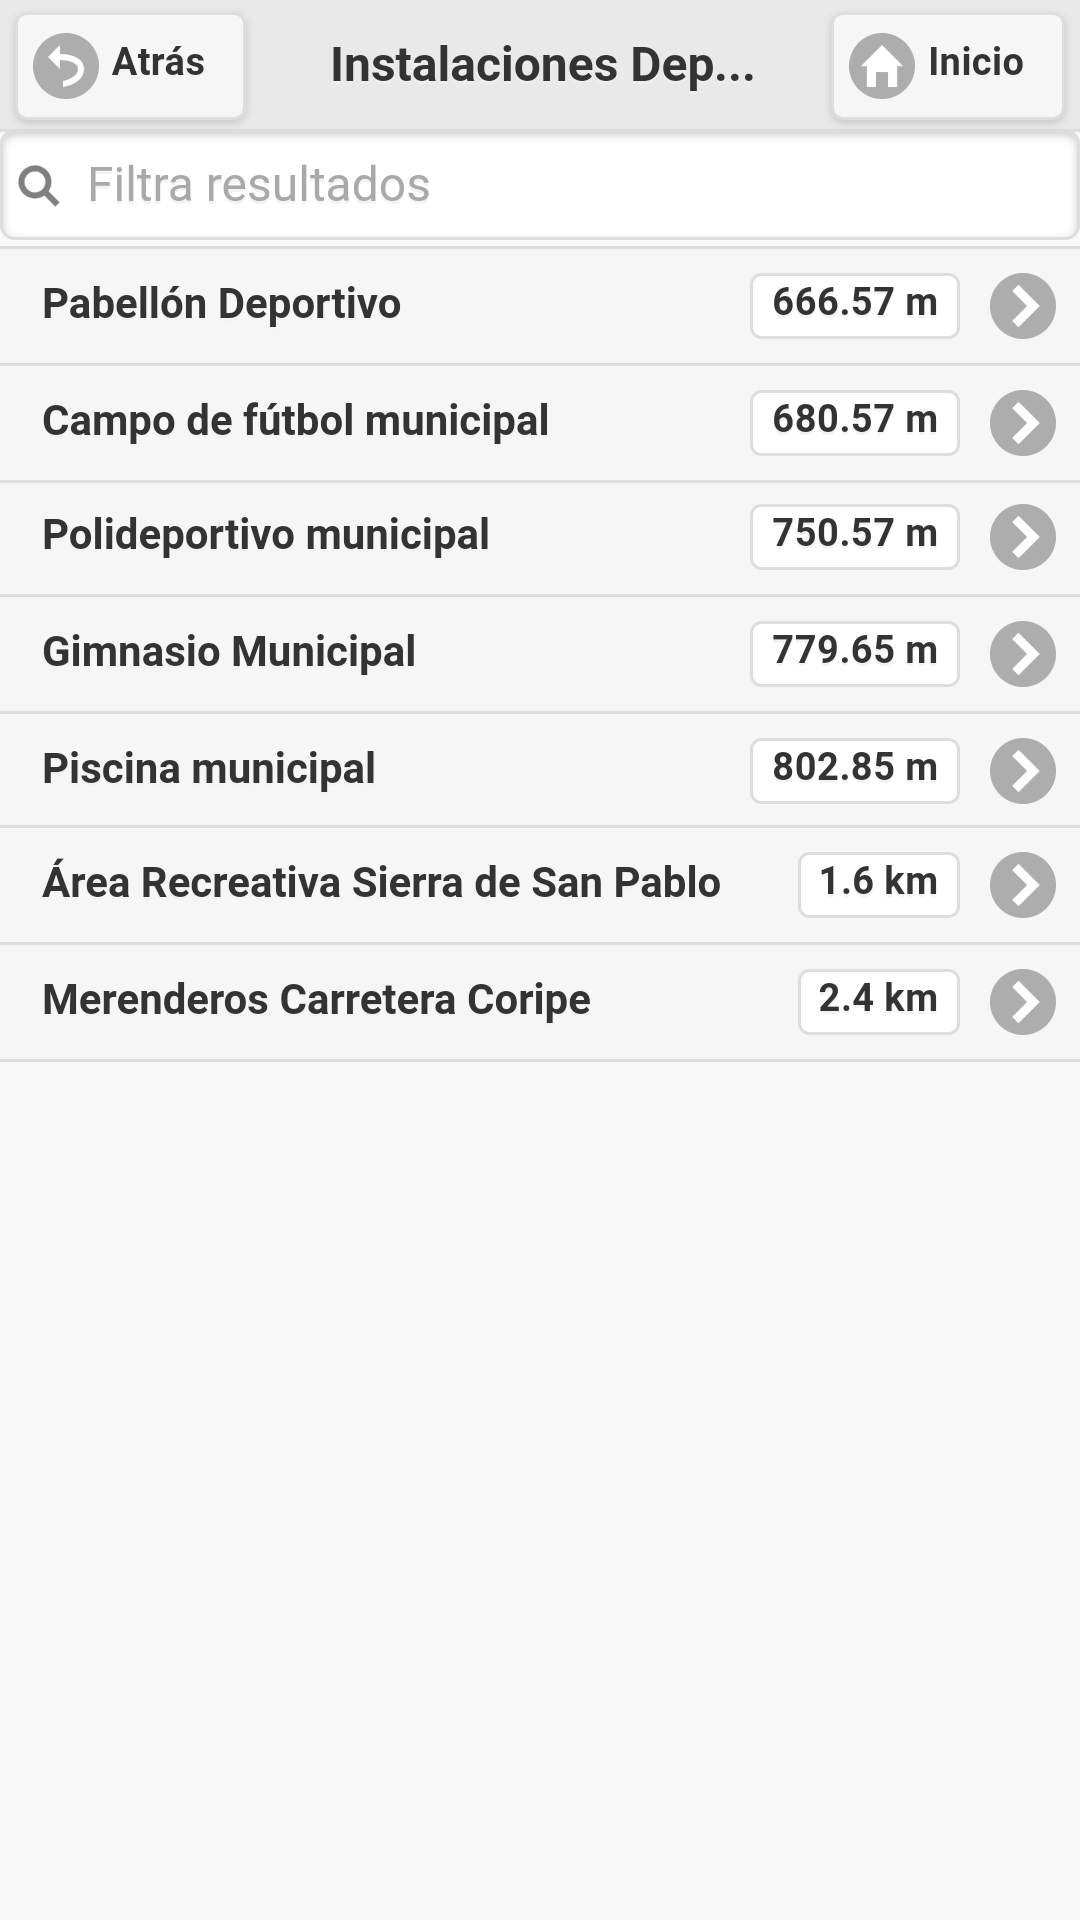 Atrás
Instalaciones Dep...
Inicio
Filtra resultados
Pabellón Deportivo 666.57 m
Campo de fútbol municipal 680.57 m
Polideportivo municipal 750.57 m
Gimnasio Municipal 779.65 m
Piscina municipal 802.85 m
Área Recreativa Sierra de San Pablo 1.6 km
Merenderos Carretera Coripe 2.4 km